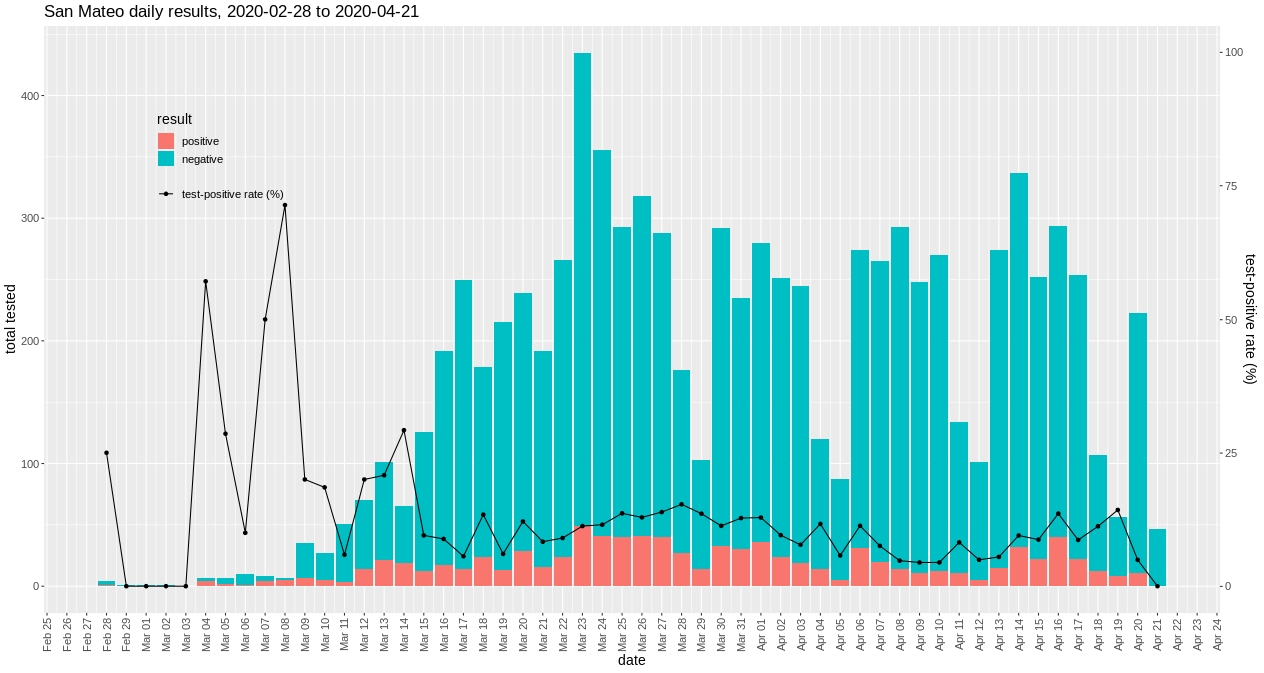 San Mateo daily results, 2020-02-28 to 2020-04-21
total tested
400
300
200
100
0
result
positive
negative
test-positive rate (%)
100
75
50
25
0
test-positive rate (%)
Feb 25
Feb 26
Feb 27
Feb 28
Feb 29
Mar 01
Mar 02
Mar 03
Mar 04
Mar 05
Mar 06
Mar 07
Mar 08
Mar 09
Mar 10
Mar 11
Mar 12
Mar 13
Mar 14
Mar 15
Mar 16
Mar 17
Mar 18
Mar 19
Mar 20
Mar 21
Mar 22
Mar 23
Mar 24
Mar 25
Mar 26
Mar 27
Mar 28
Mar 29
Mar 30
Mar 31
Apr 01
Apr 02
Apr 03
Apr 04
Apr 05
Apr 06
Apr 07
Apr 08
Apr 09
Apr 10
Apr 11
Apr 12
Apr 13
Apr 14
Apr 15
Apr 16
Apr 17
Apr 18
Apr 19
Apr 20
Apr 21
Apr 22
Apr 23
Apr 24
date